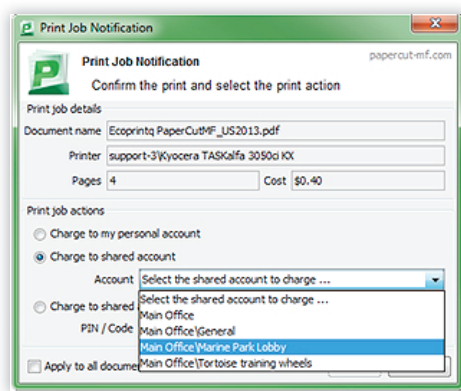 Print Job Notification
Print Job Notification
papercut-mf.com
Confirm the print and select the print action
Print job details
Document name Ecoprintq PaperCutMF_US2013.pdf
Printer support-3\Kyocera TASKalfa 3050ci KX
Pages 4 Cost $0.40
Print job actions
Charge to my personal account
Charge to shared account
Account Select the shared account to charge ...
Select the shared account to charge ...
Charge to shared
Main Office
Main Office\General
PIN / Code
Main Office\Marine Park Lobby
Main Office\Tortoise training wheels
Apply to all